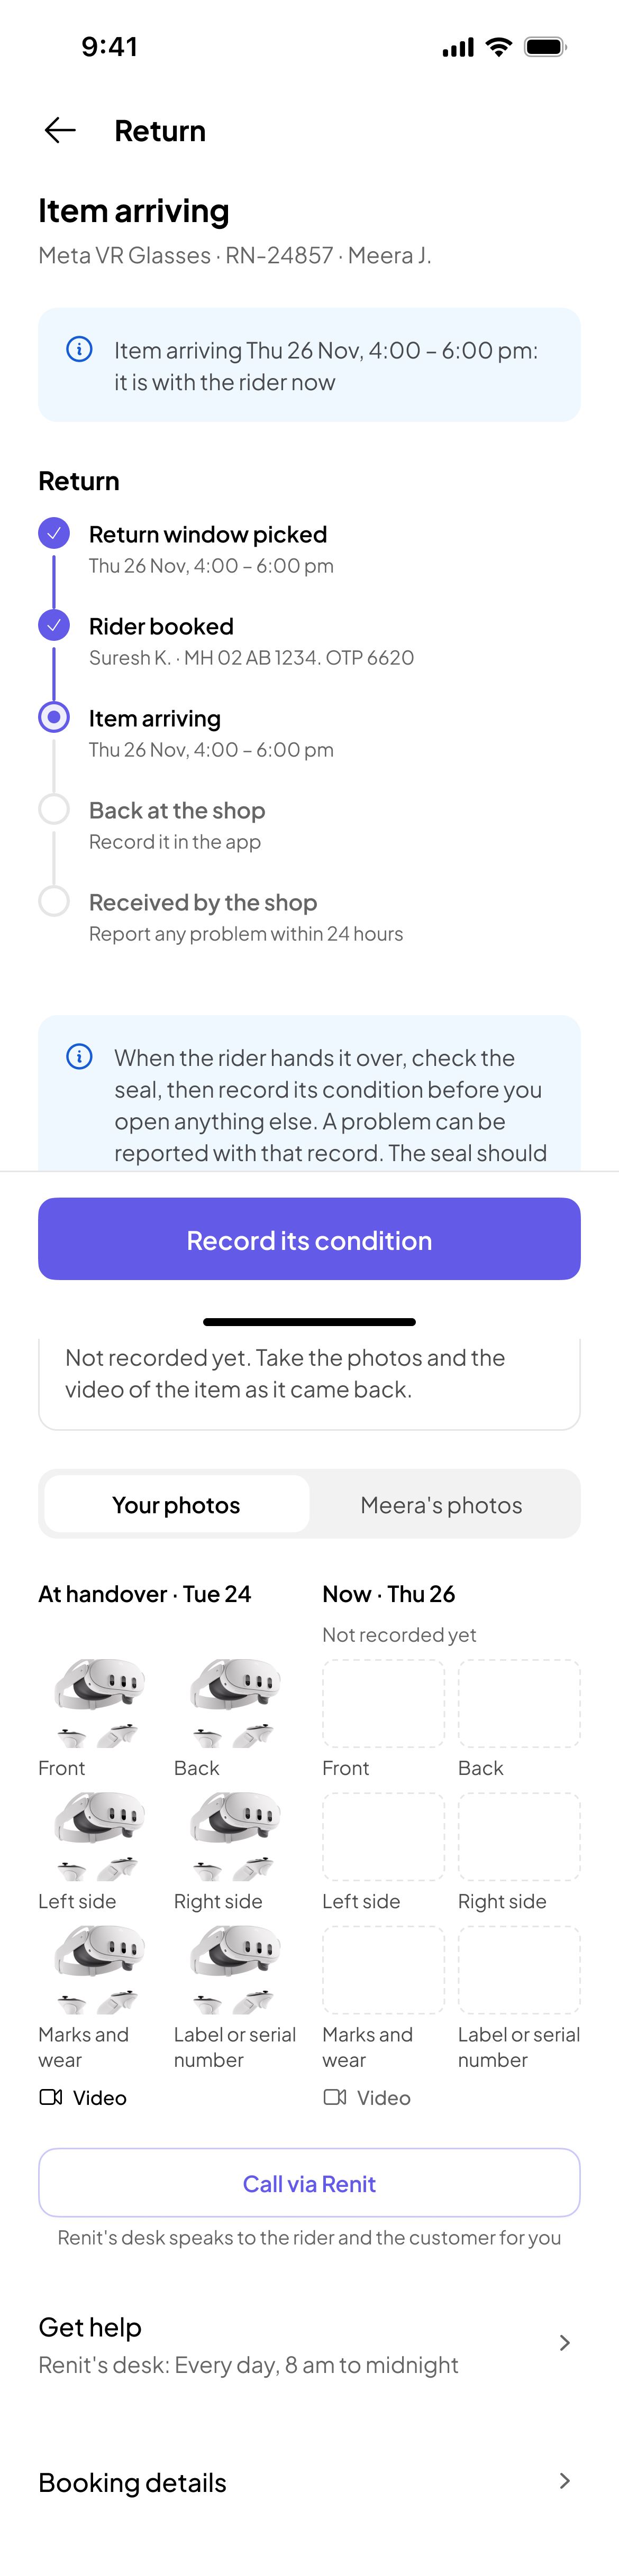 9:41
Return
Item arriving
Meta VR Glasses · RN-24857 · Meera J.
Item arriving Thu 26 Nov, 4:00 – 6:00 pm:
it is with the rider now
Return
Return window picked
Thu 26 Nov, 4:00 – 6:00 pm
Rider booked
Suresh K. · MH 02 AB 1234. OTP 6620
Item arriving
Thu 26 Nov, 4:00 – 6:00 pm
Back at the shop
Record it in the app
Received by the shop
Report any problem within 24 hours
When the rider hands it over, check the
seal, then record its condition before you
open anything else. A problem can be
reported with that record. The seal should
Record its condition
Not recorded yet. Take the photos and the
video of the item as it came back.
Your photos
Meera's photos
At handover · Tue 24
Now · Thu 26
Not recorded yet
Front
Back
Front
Back
Left side
Right side
Left side
Right side
Marks and
wear
Label or serial
number
Marks and
wear
Label or serial
number
Video
Video
Call via Renit
Renit's desk speaks to the rider and the customer for you
Get help
Renit's desk: Every day, 8 am to midnight
Booking details